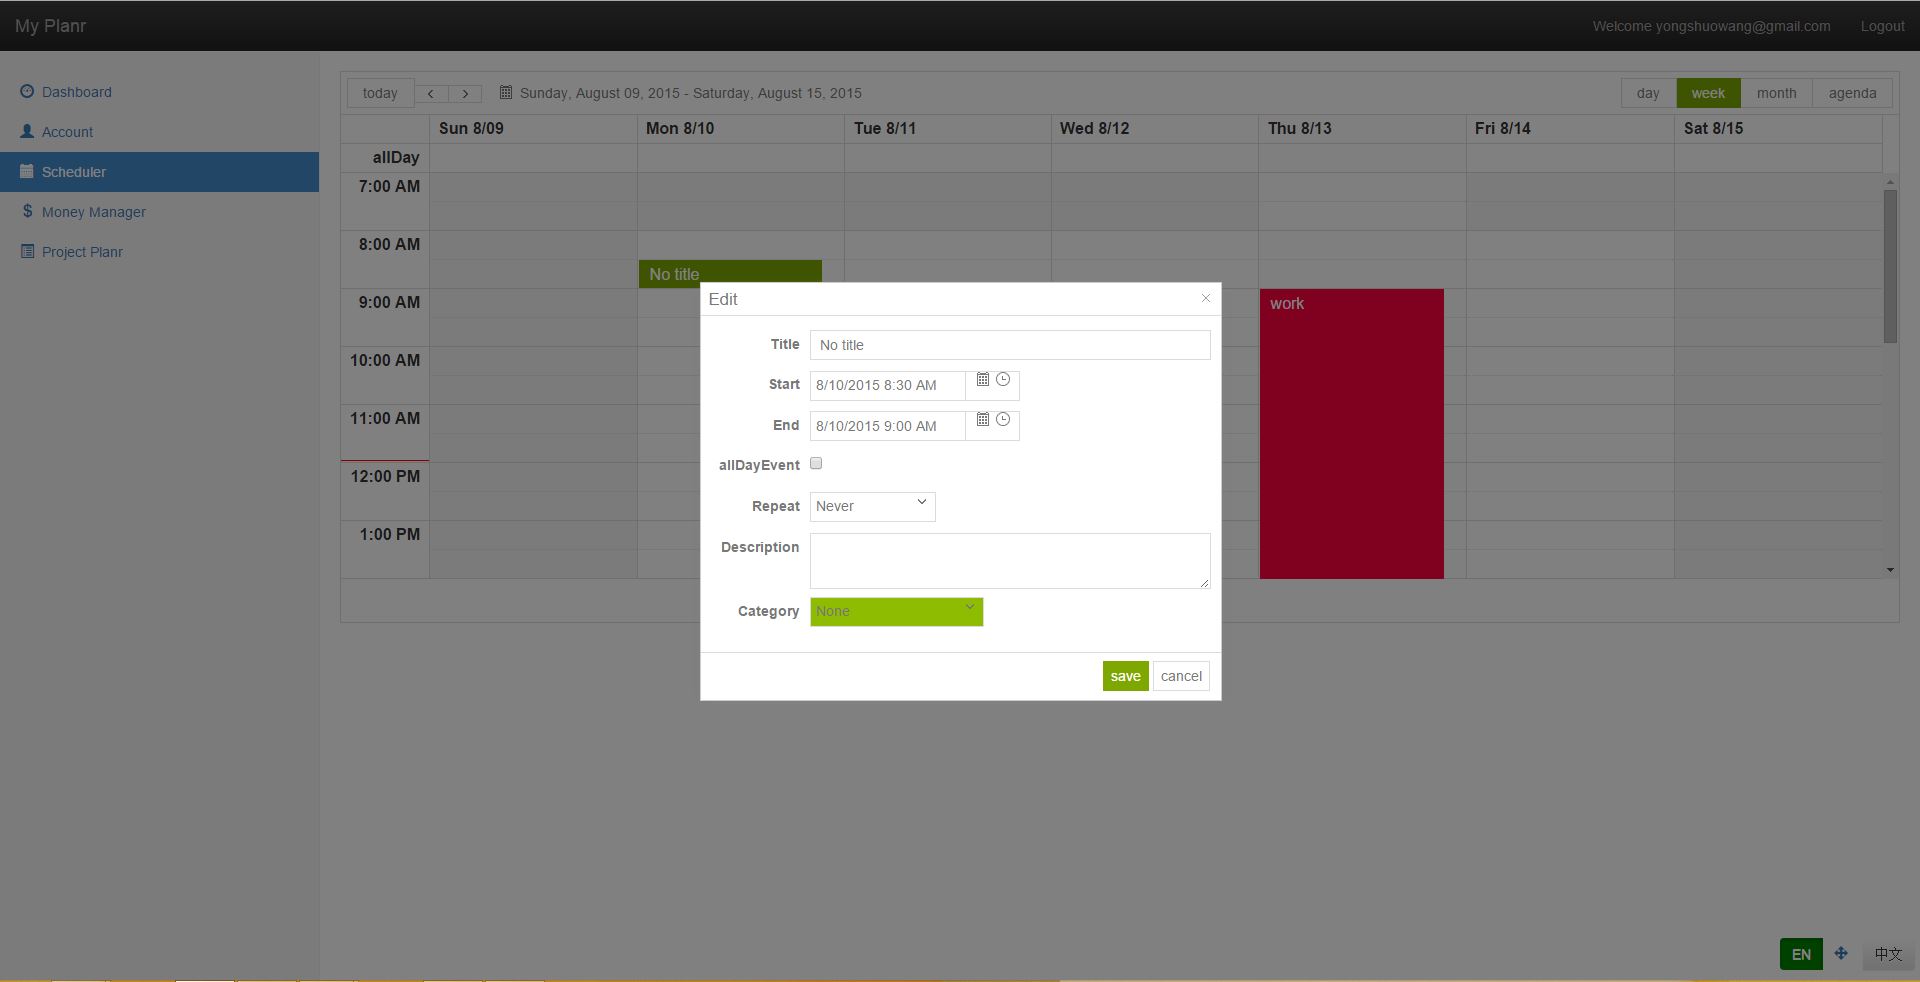 My Planr
Welcome yongshuowang@gmail.com Logout
Dashboard
Account
Scheduler
$ Money Manager
Project Planr
today < > Sunday, August 09, 2015 - Saturday, August 15, 2015
day week month agenda
Sun 8/09 Mon 8/10 Tue 8/11 Wed 8/12 Thu 8/13 Fri 8/14 Sat 8/15
allDay
7:00 AM
8:00 AM
No title
9:00 AM
work
10:00 AM
11:00 AM
12:00 PM
1:00 PM
Edit
Title No title
Start 8/10/2015 8:30 AM
End 8/10/2015 9:00 AM
allDayEvent
Repeat Never
Description
Category None
save cancel
EN 中文